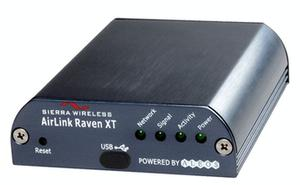 SIERRA WIRELESS
AirLink Raven XT
Network
Signal
Activity
Power
Reset
USB
POWERED BY ALEOS